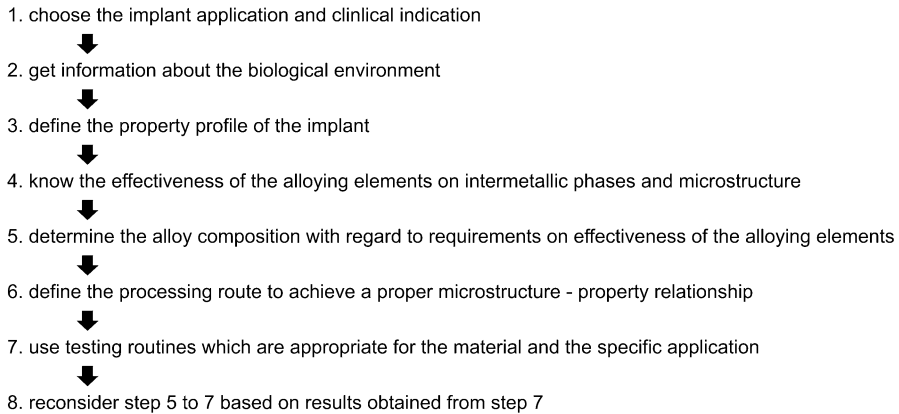 1. choose the implant application and clinlical indication
2. get information about the biological environment
3. define the property profile of the implant
4. know the effectiveness of the alloying elements on intermetallic phases and microstructure
5. determine the alloy composition with regard to requirements on effectiveness of the alloying elements
6. define the processing route to achieve a proper microstructure - property relationship
7. use testing routines which are appropriate for the material and the specific application
8. reconsider step 5 to 7 based on results obtained from step 7